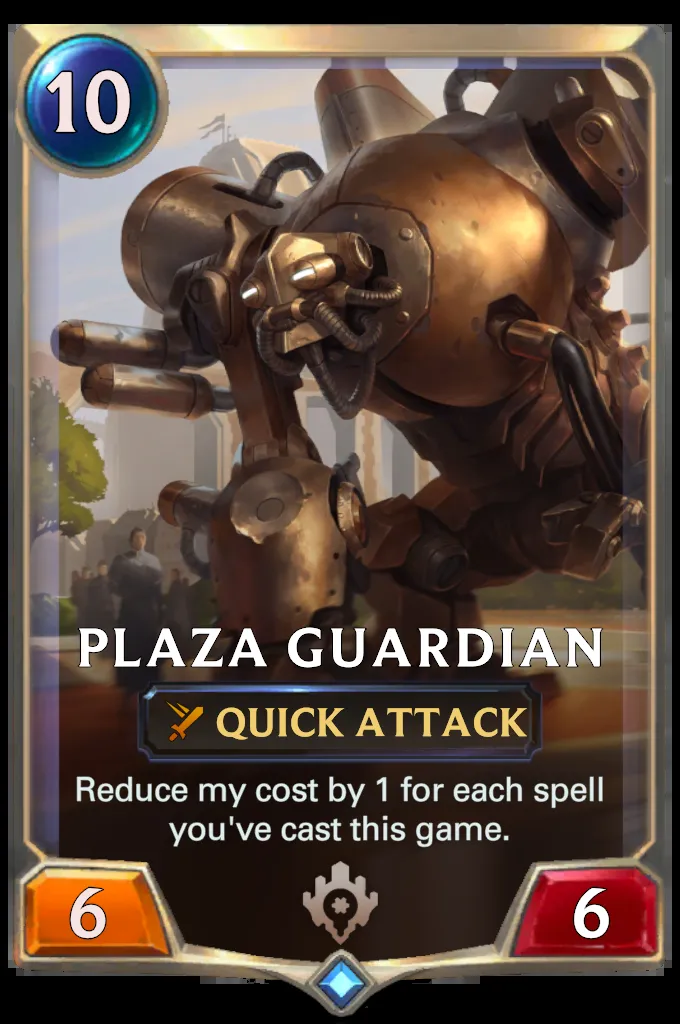 10
PLAZA GUARDIAN
QUICK ATTACK
Reduce my cost by 1 for each spell
you've cast this game.
6 6